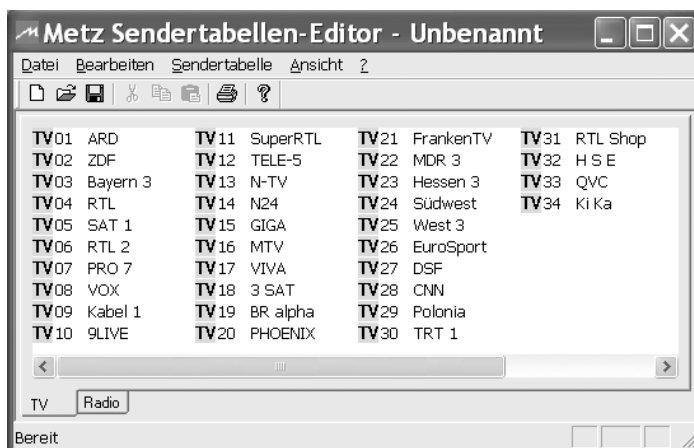 Metz Sendertabellen-Editor - Unbenannt
Datei Bearbeiten Sendertabelle Ansicht ?
TV01 ARD
TV02 ZDF
TV03 Bayern 3
TV04 RTL
TV05 SAT 1
TV06 RTL 2
TV07 PRO 7
TV08 VOX
TV09 Kabel 1
TV10 9LIVE
TV11 SuperRTL
TV12 TELE-5
TV13 N-TV
TV14 N24
TV15 GIGA
TV16 MTV
TV17 VIVA
TV18 3 SAT
TV19 BR alpha
TV20 PHOENIX
TV21 FrankenTV
TV22 MDR 3
TV23 Hessen 3
TV24 Südwest
TV25 West 3
TV26 EuroSport
TV27 DSF
TV28 CNN
TV29 Polonia
TV30 TRT 1
TV31 RTL Shop
TV32 H S E
TV33 QVC
TV34 Ki Ka
TV Radio
Bereit